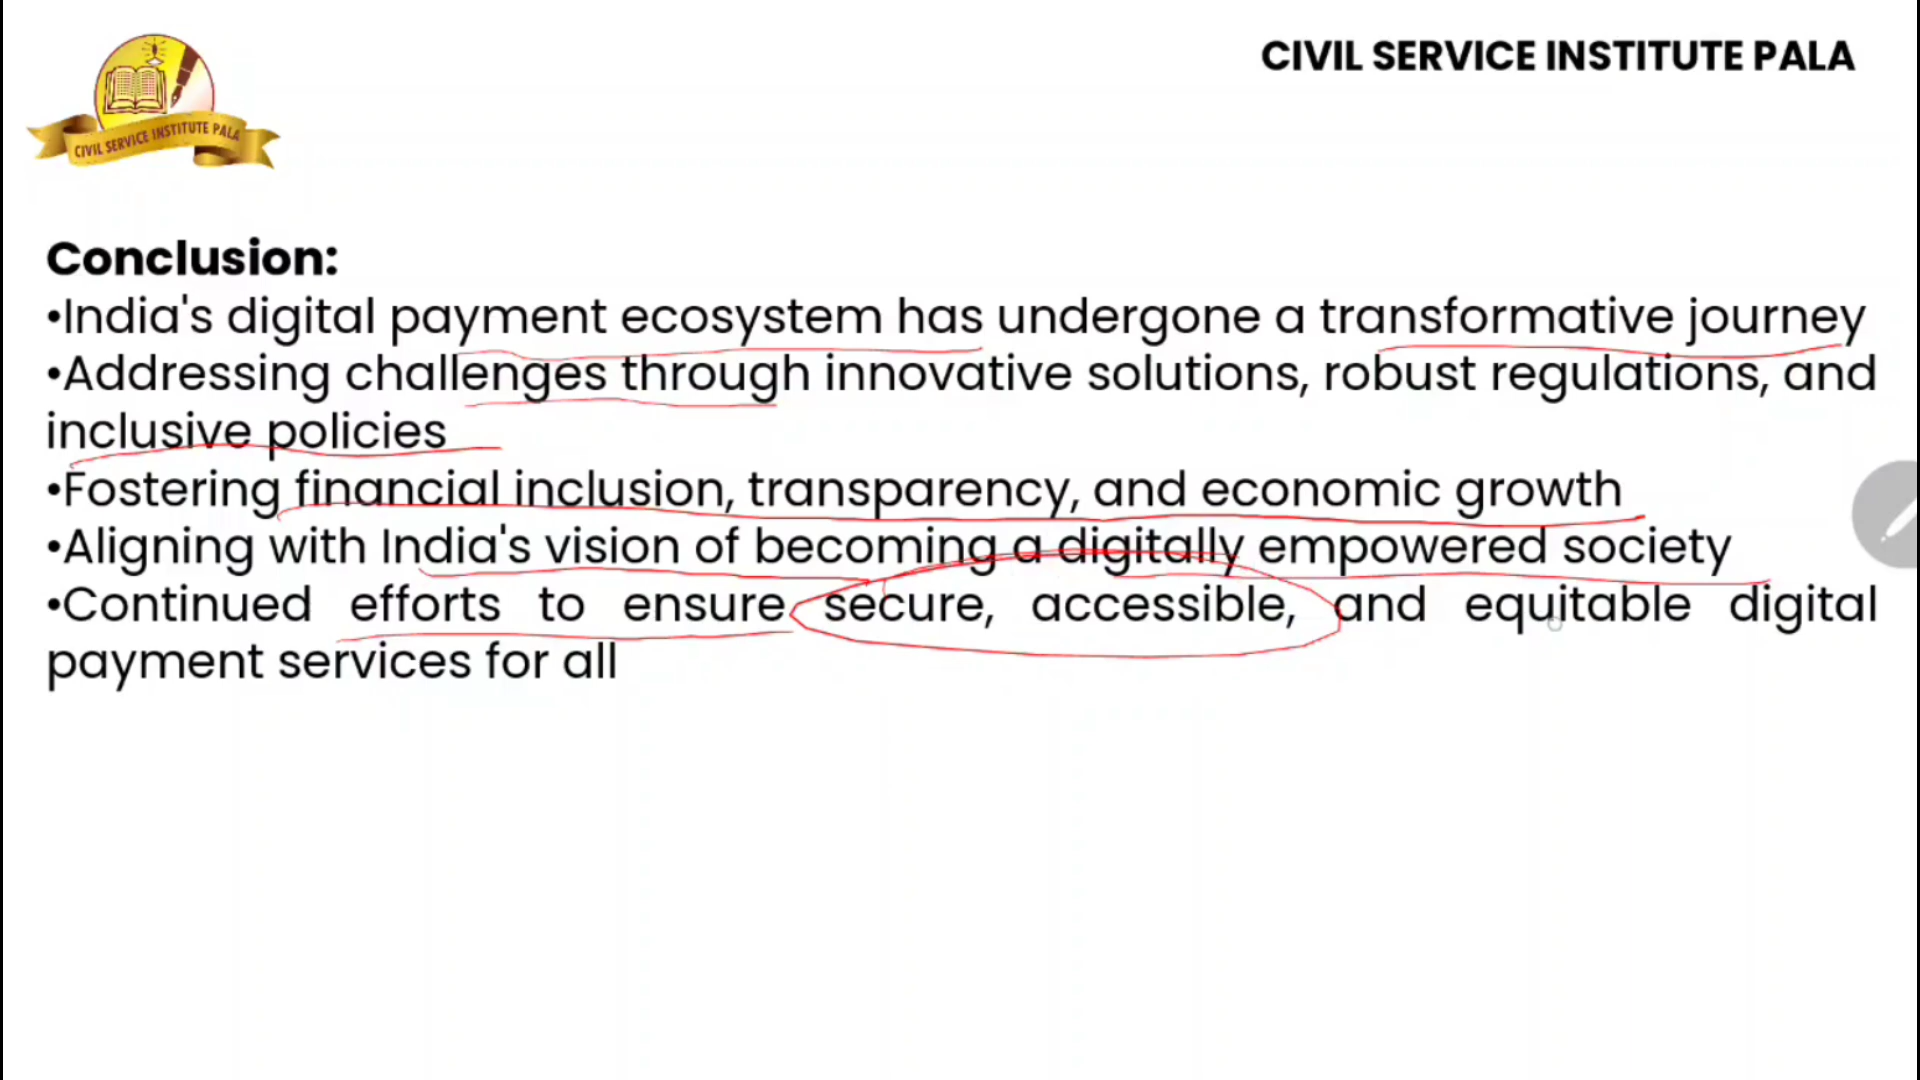 CIVIL SERVICE INSTITUTE PALA
CIVIL SERVICE INSTITUTE PALA
Conclusion:
•India's digital payment ecosystem has undergone a transformative journey
•Addressing challenges through innovative solutions, robust regulations, and
inclusive policies
•Fostering financial inclusion, transparency, and economic growth
•Aligning with India's vision of becoming a digitally empowered society
•Continued efforts to ensure secure, accessible, and equitable digital
payment services for all